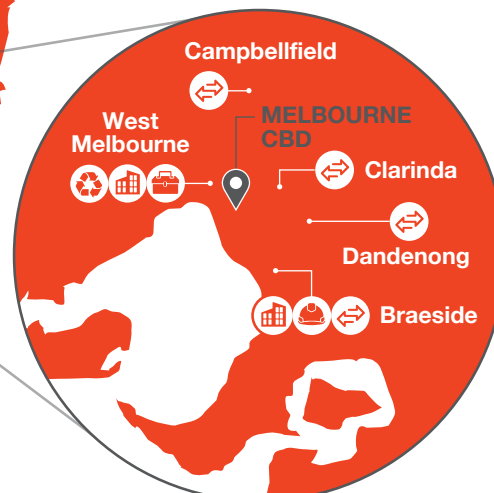 Campbellfield
MELBOURNE
CBD
West
Melbourne
Clarinda
Dandenong
Braeside